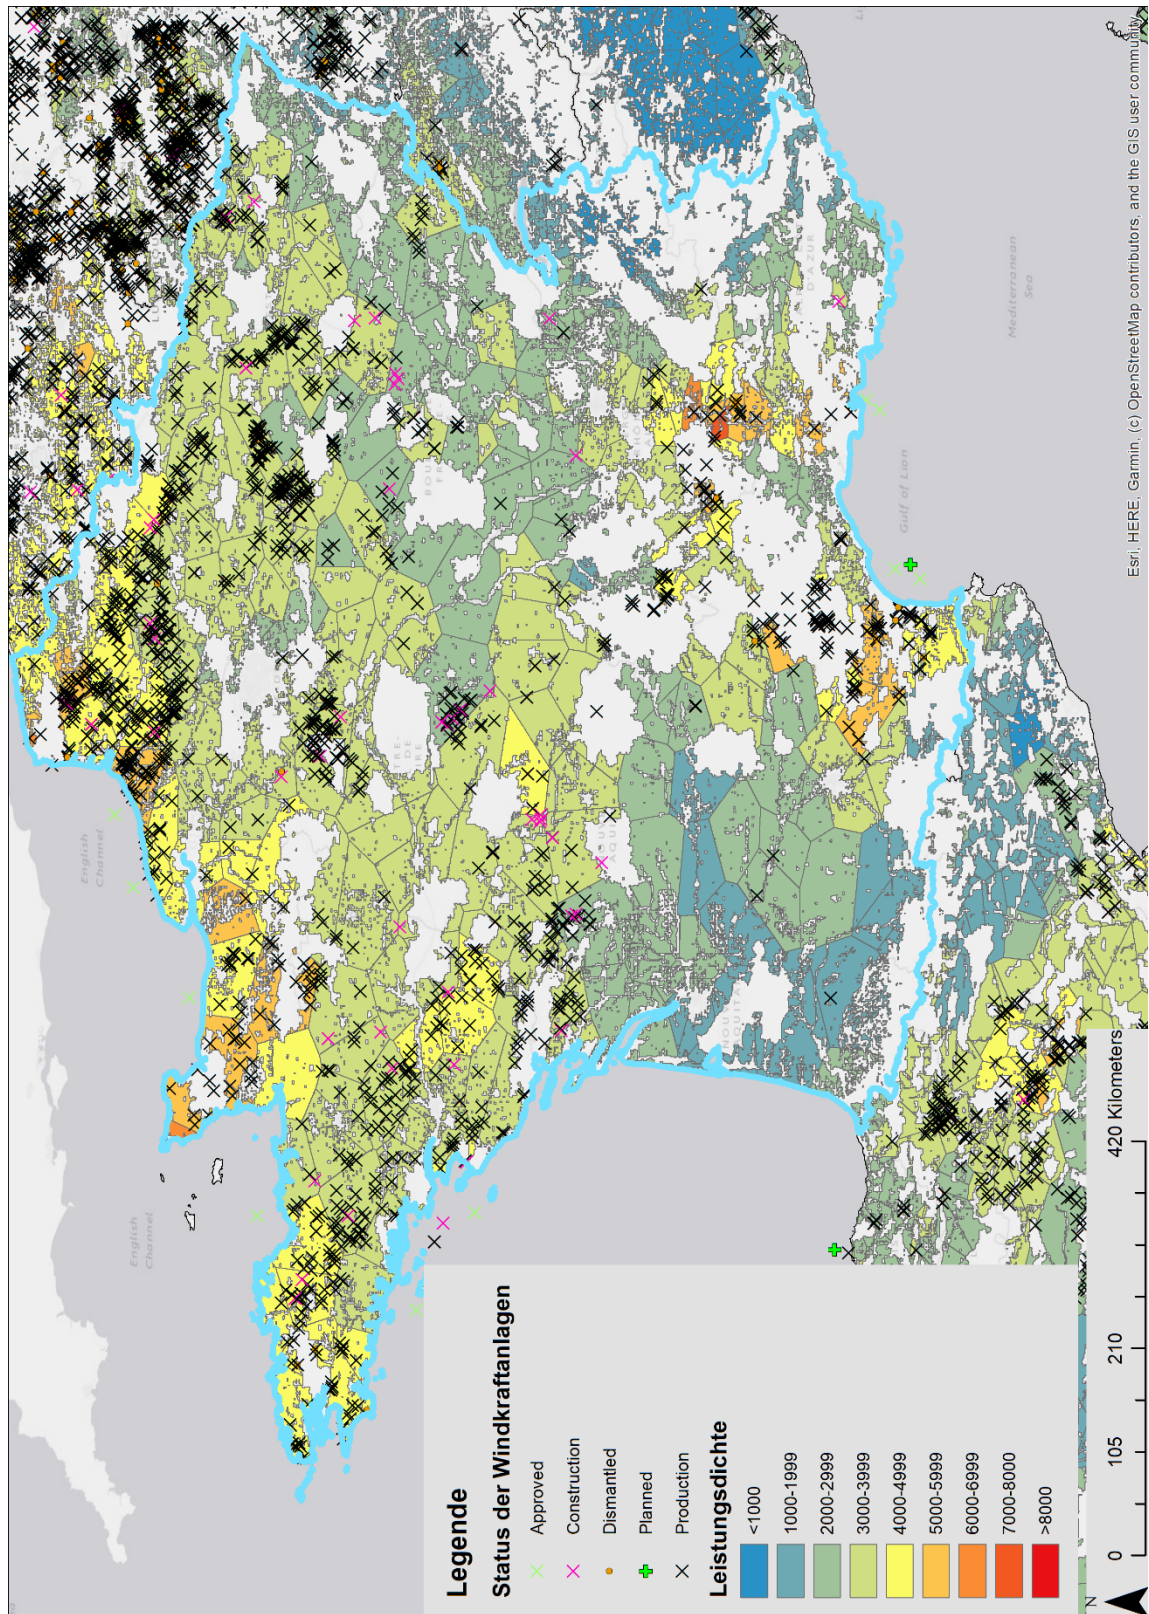 Legende
Status der Windkraftanlagen
Approved
Construction
Dismantled
Planned
Production
Leistungsdichte
<1000
1000-1999
2000-2999
3000-3999
4000-4999
5000-5999
6000-6999
7000-8000
>8000
N
0 105 210 420 Kilometers
English
Channel
English
Channel
Gulf of Lion
Mediterranean
Sea
Esri, HERE, Garmin, (c) OpenStreetMap contributors, and the GIS user community